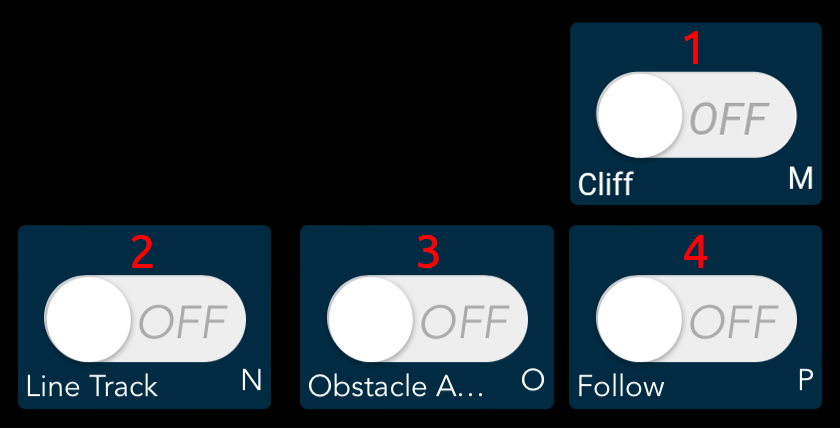 1
OFF
Cliff M
2
OFF
Line Track N
3
OFF
Obstacle A... O
4
OFF
Follow P